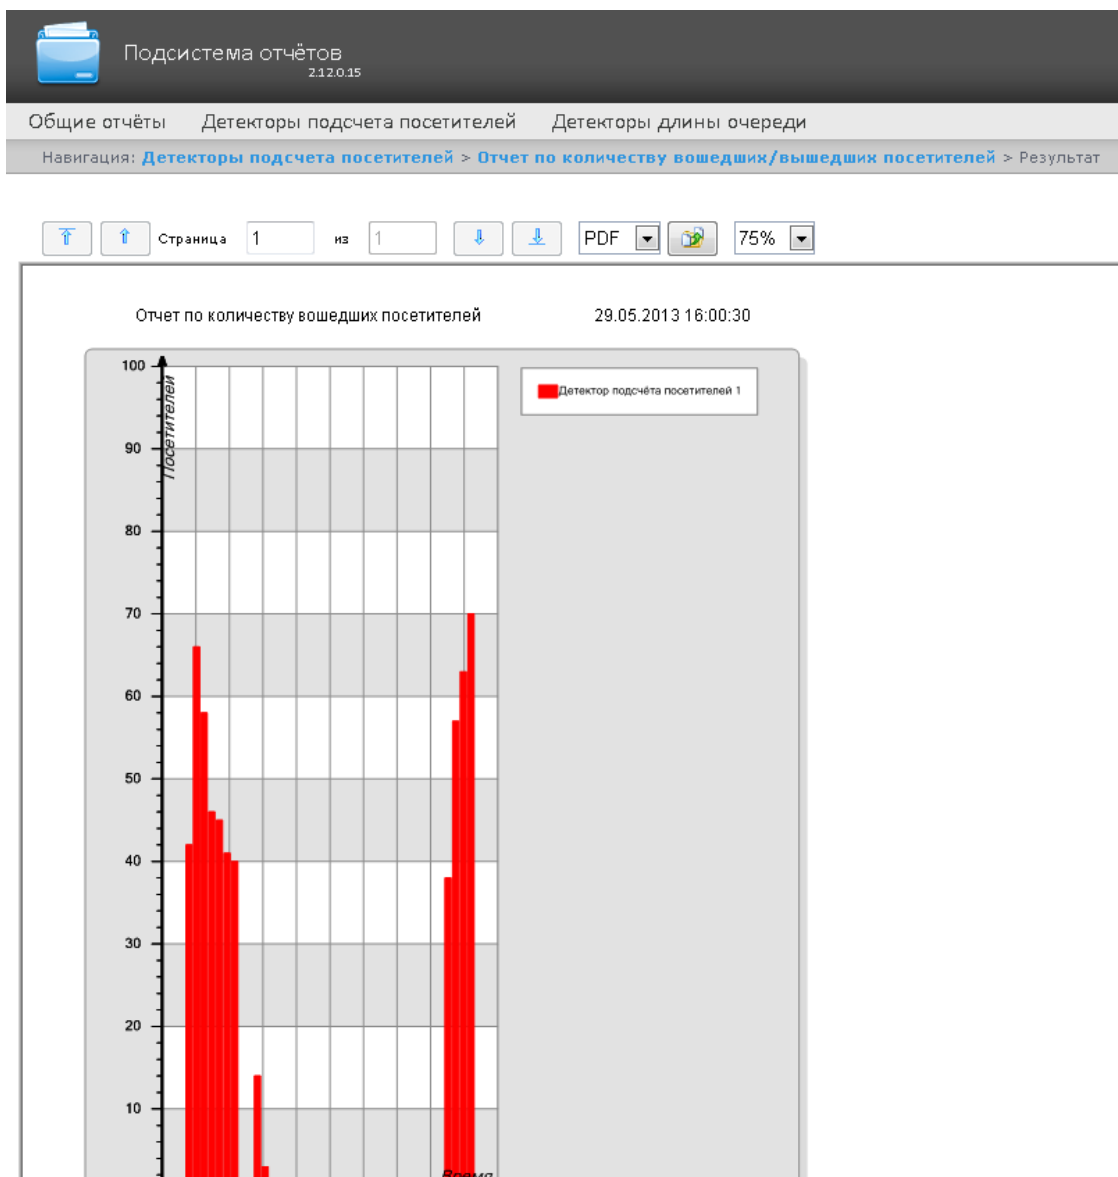 Подсистема отчётов
2.12.0.15
Общие отчёты Детекторы подсчета посетителей Детекторы длины очереди
Навигация: Детекторы подсчета посетителей > Отчет по количеству вошедших/вышедших посетителей > Результат
Страница 1 из 1 PDF 75%
Отчет по количеству вошедших посетителей 29.05.2013 16:00:30
100
Посетителей
Детектор подсчёта посетителей 1
90
80
70
60
50
40
30
20
10
Время